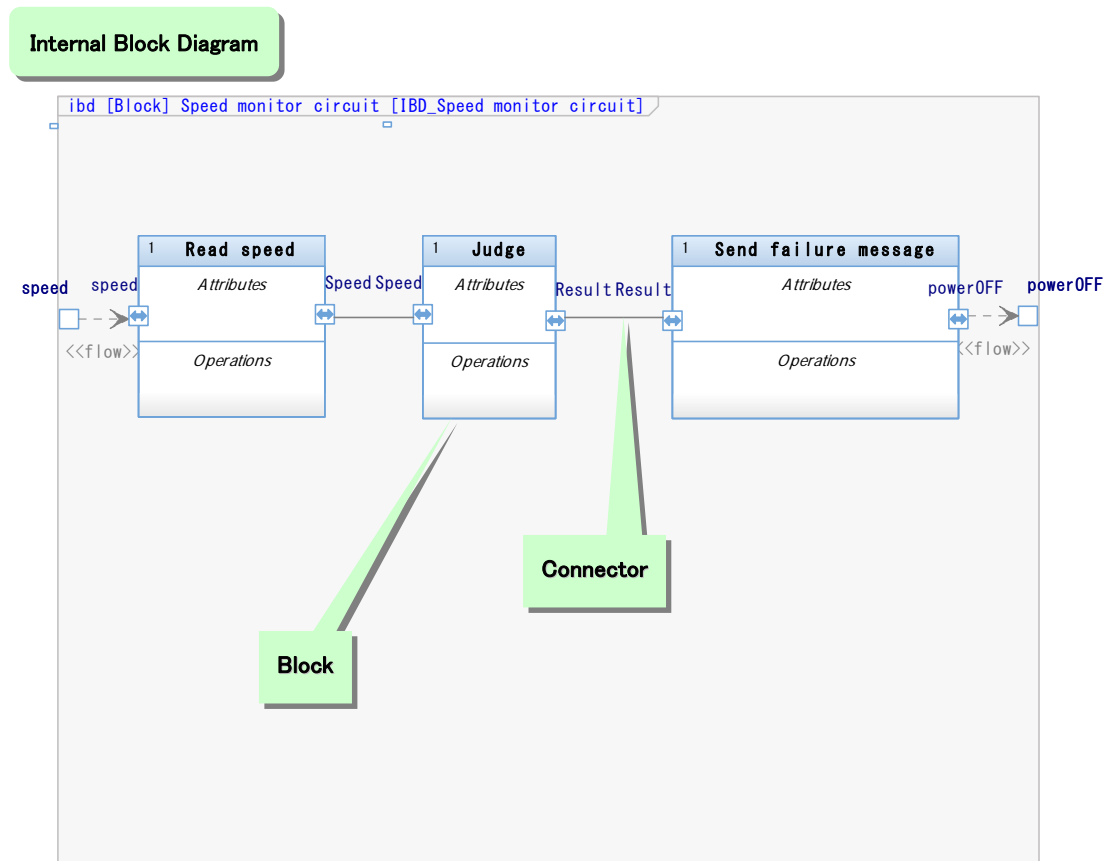 Internal Block Diagram
ibd [Block] Speed monitor circuit [IBD_Speed monitor circuit]
1 Read speed
1 Judge
1 Send failure message
speed speed Attributes Speed Speed Attributes Result Result Attributes powerOFF powerOFF
<<flow>> Operations Operations Operations <<flow>>
Connector
Block